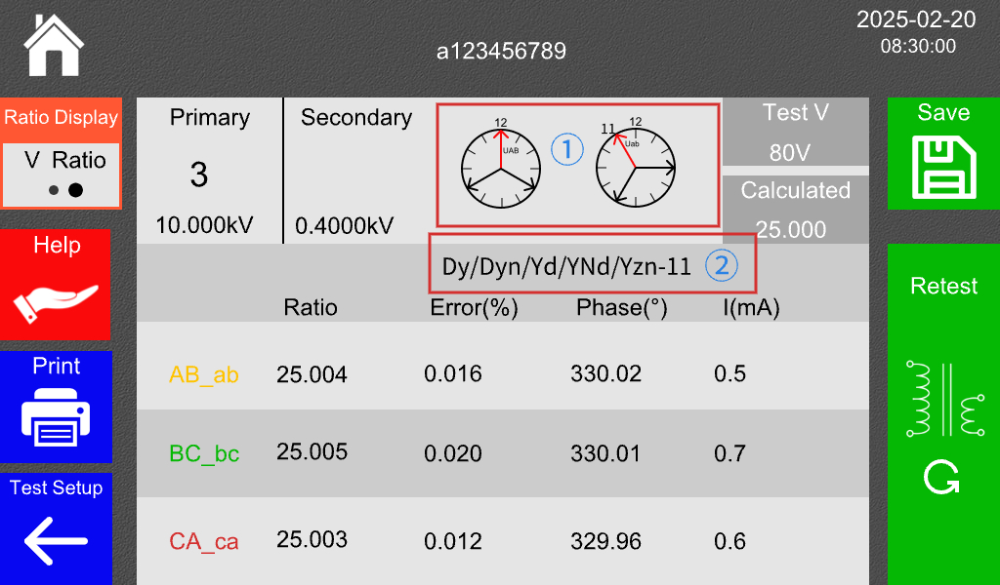 2025-02-20
08:30:00
a123456789
Ratio Display
V Ratio
Help
Print
Test Setup
Primary
3
10.000kV
Secondary
0.4000kV
12
UAB
①
11
12
Uab
Test V
80V
Calculated
25.000
Dy/Dyn/Yd/YNd/Yzn-11 ②
Ratio Error(%) Phase(°) I(mA)
AB_ab 25.004 0.016 330.02 0.5
BC_bc 25.005 0.020 330.01 0.7
CA_ca 25.003 0.012 329.96 0.6
Save
Retest